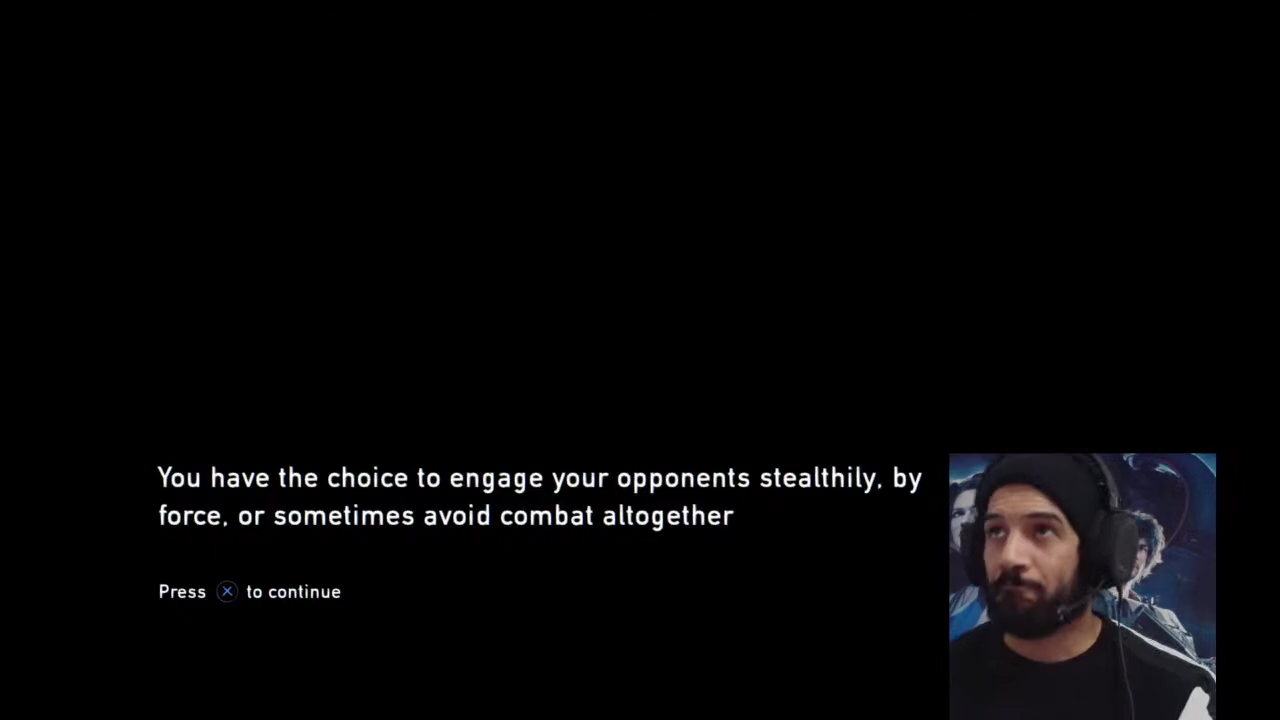 You have the choice to engage your opponents stealthily, by
force, or sometimes avoid combat altogether
Press ⓧ to continue